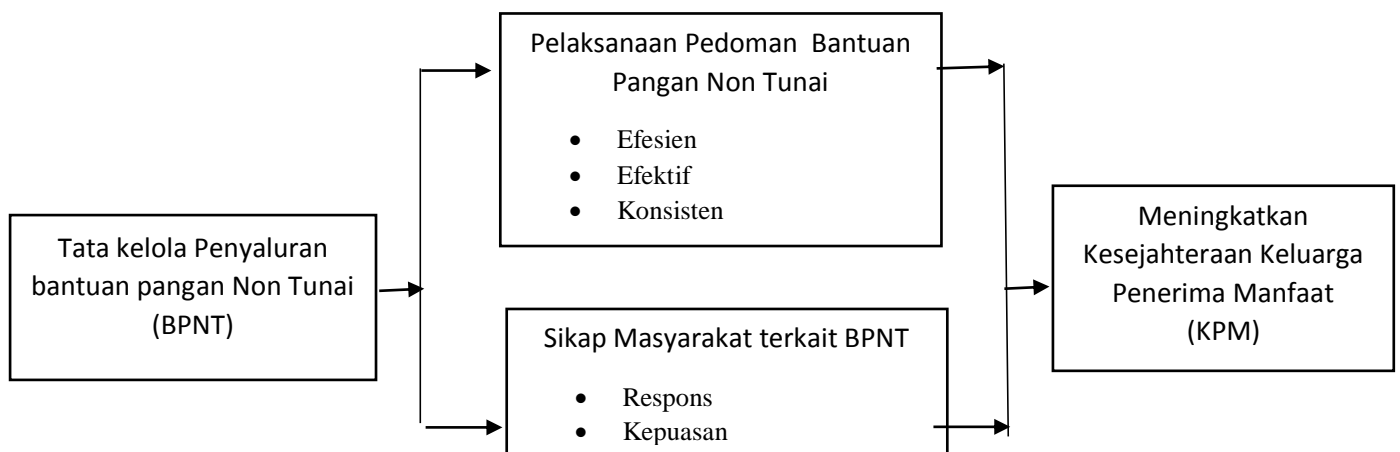 Tata kelola Penyaluran
bantuan pangan Non Tunai
(BPNT)
Pelaksanaan Pedoman Bantuan
Pangan Non Tunai
• Efesien
• Efektif
• Konsisten
Sikap Masyarakat terkait BPNT
• Respons
• Kepuasan
Meningkatkan
Kesejahteraan Keluarga
Penerima Manfaat
(KPM)